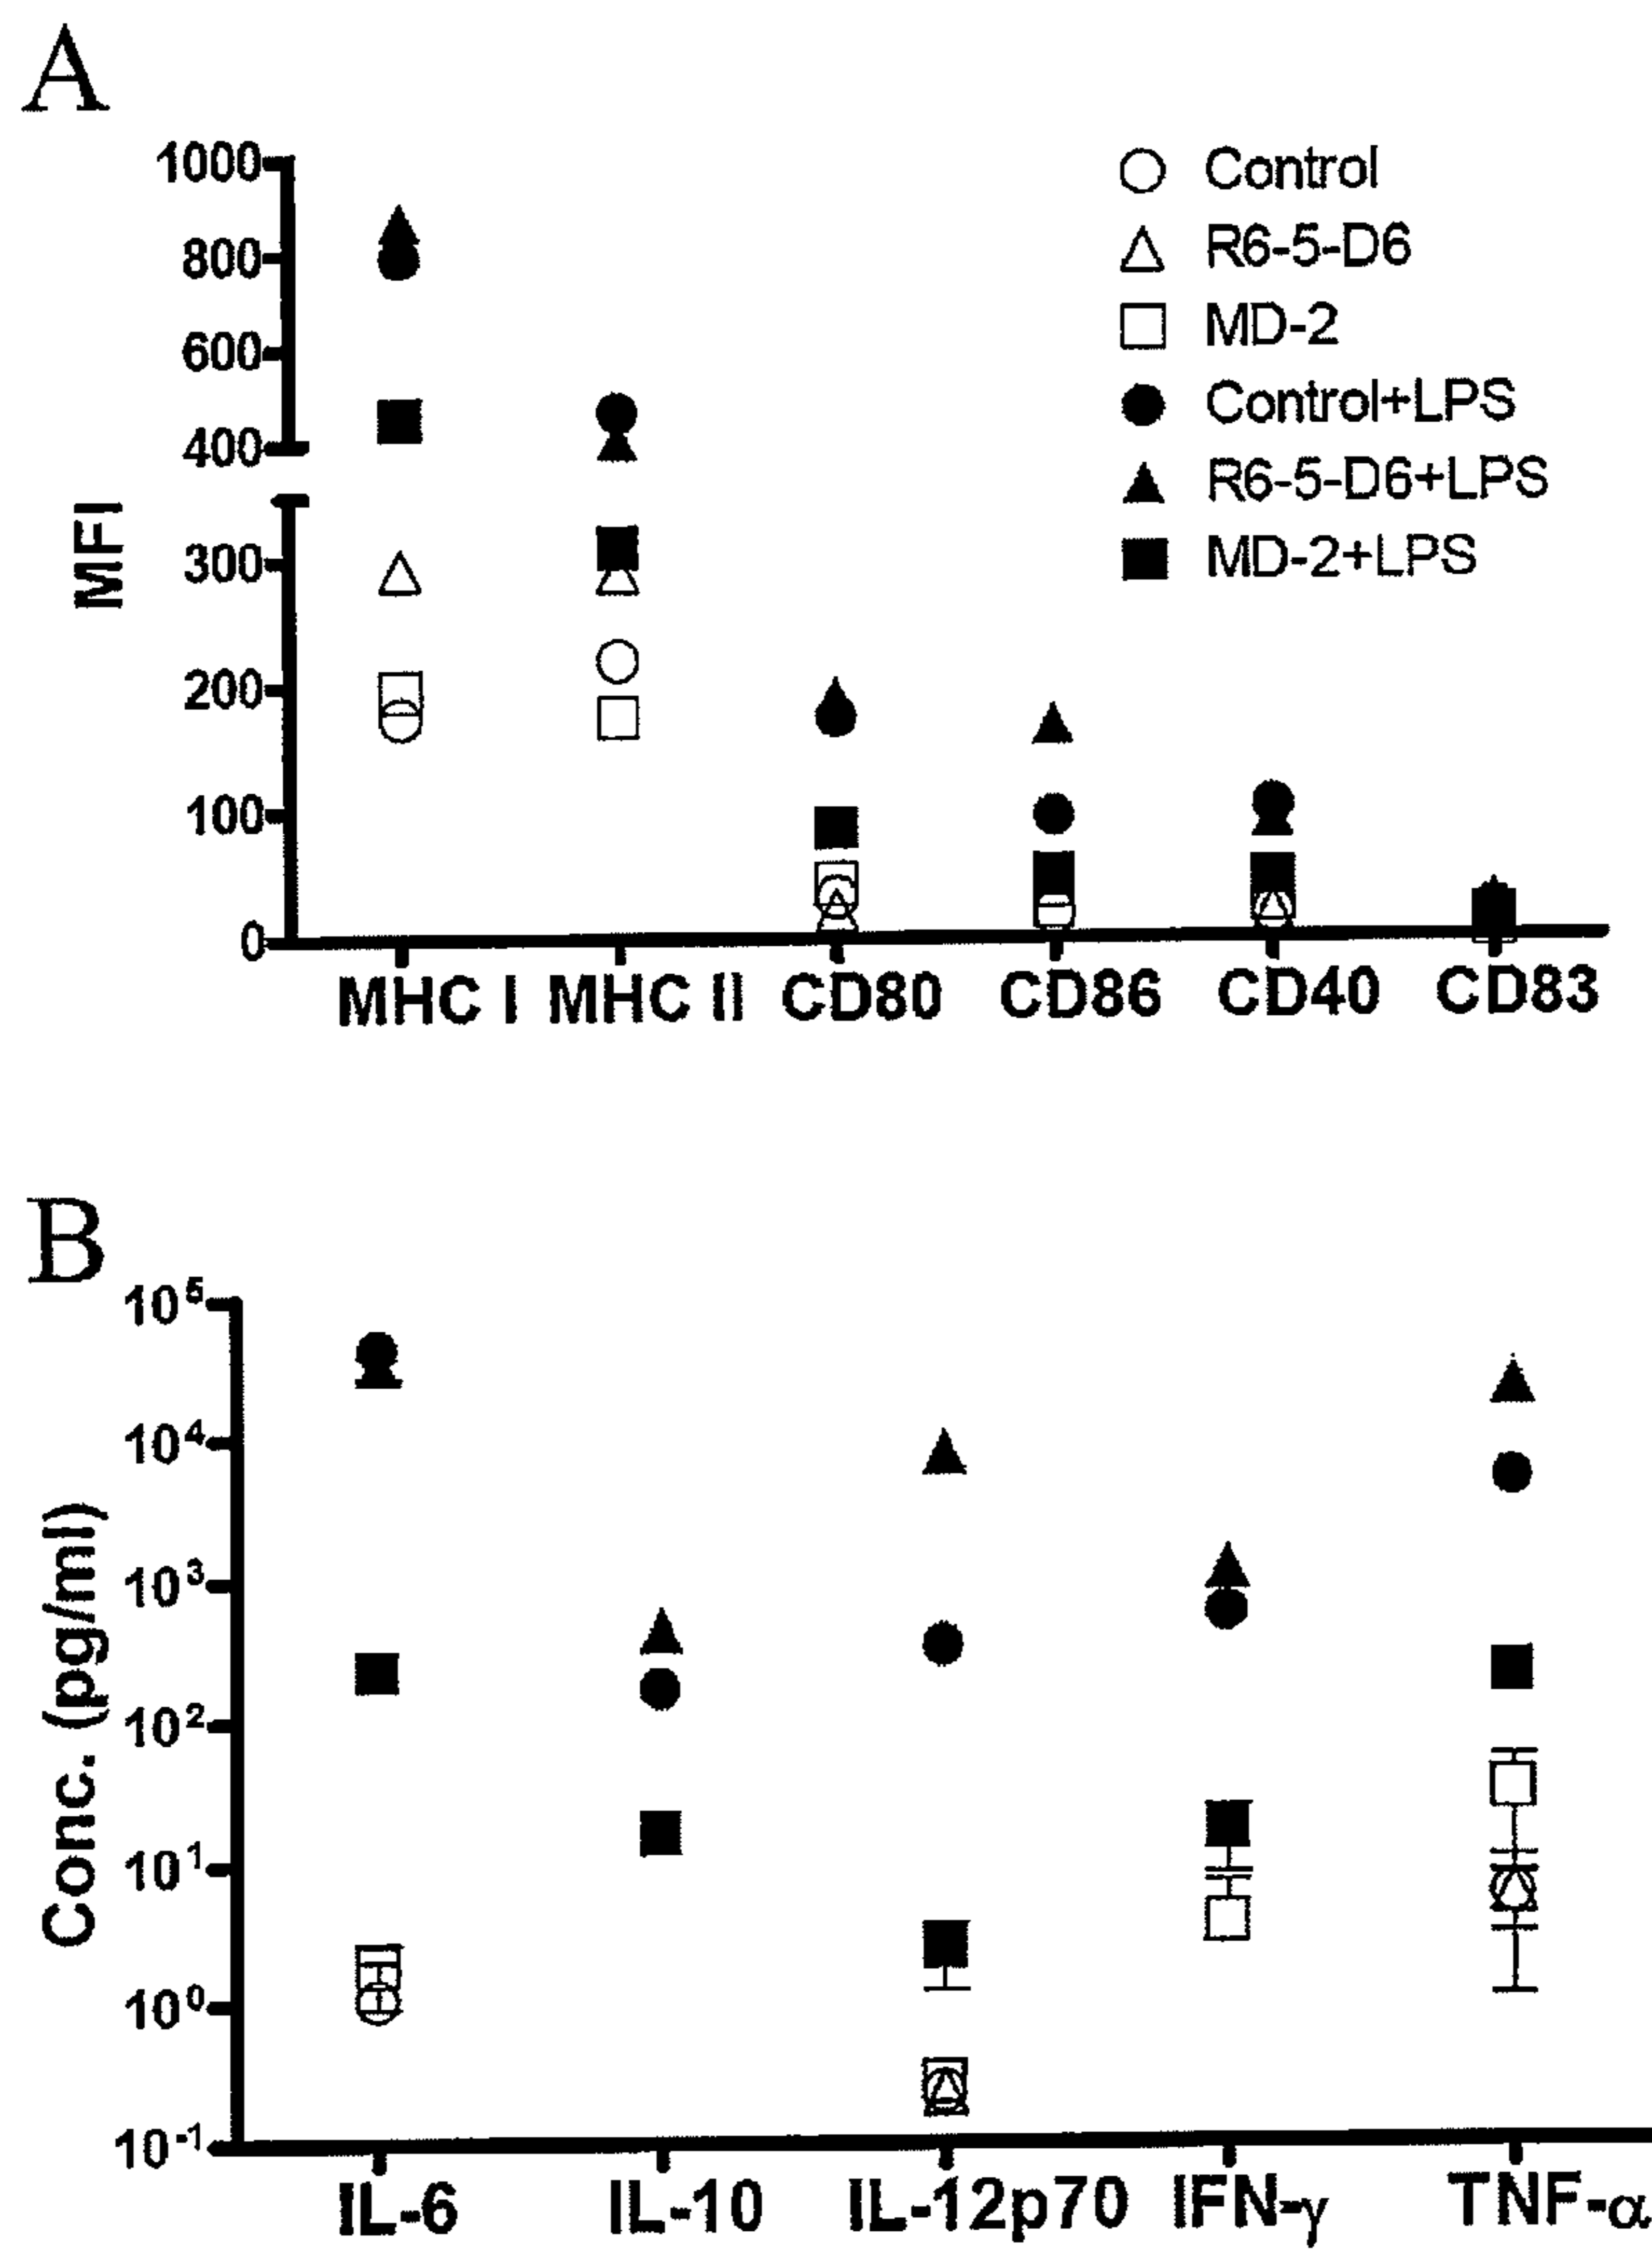 A
1000
800
600
400
300
200
100
0
MFI
Control
R6-5-D6
MD-2
Control+LPS
R6-5-D6+LPS
MD-2+LPS
MHC I MHC II CD80 CD86 CD40 CD83
B
10⁵
10⁴
10³
10²
10¹
10⁰
10⁻¹
Conc. (pg/ml)
IL-6 IL-10 IL-12p70 IFN-γ TNF-α